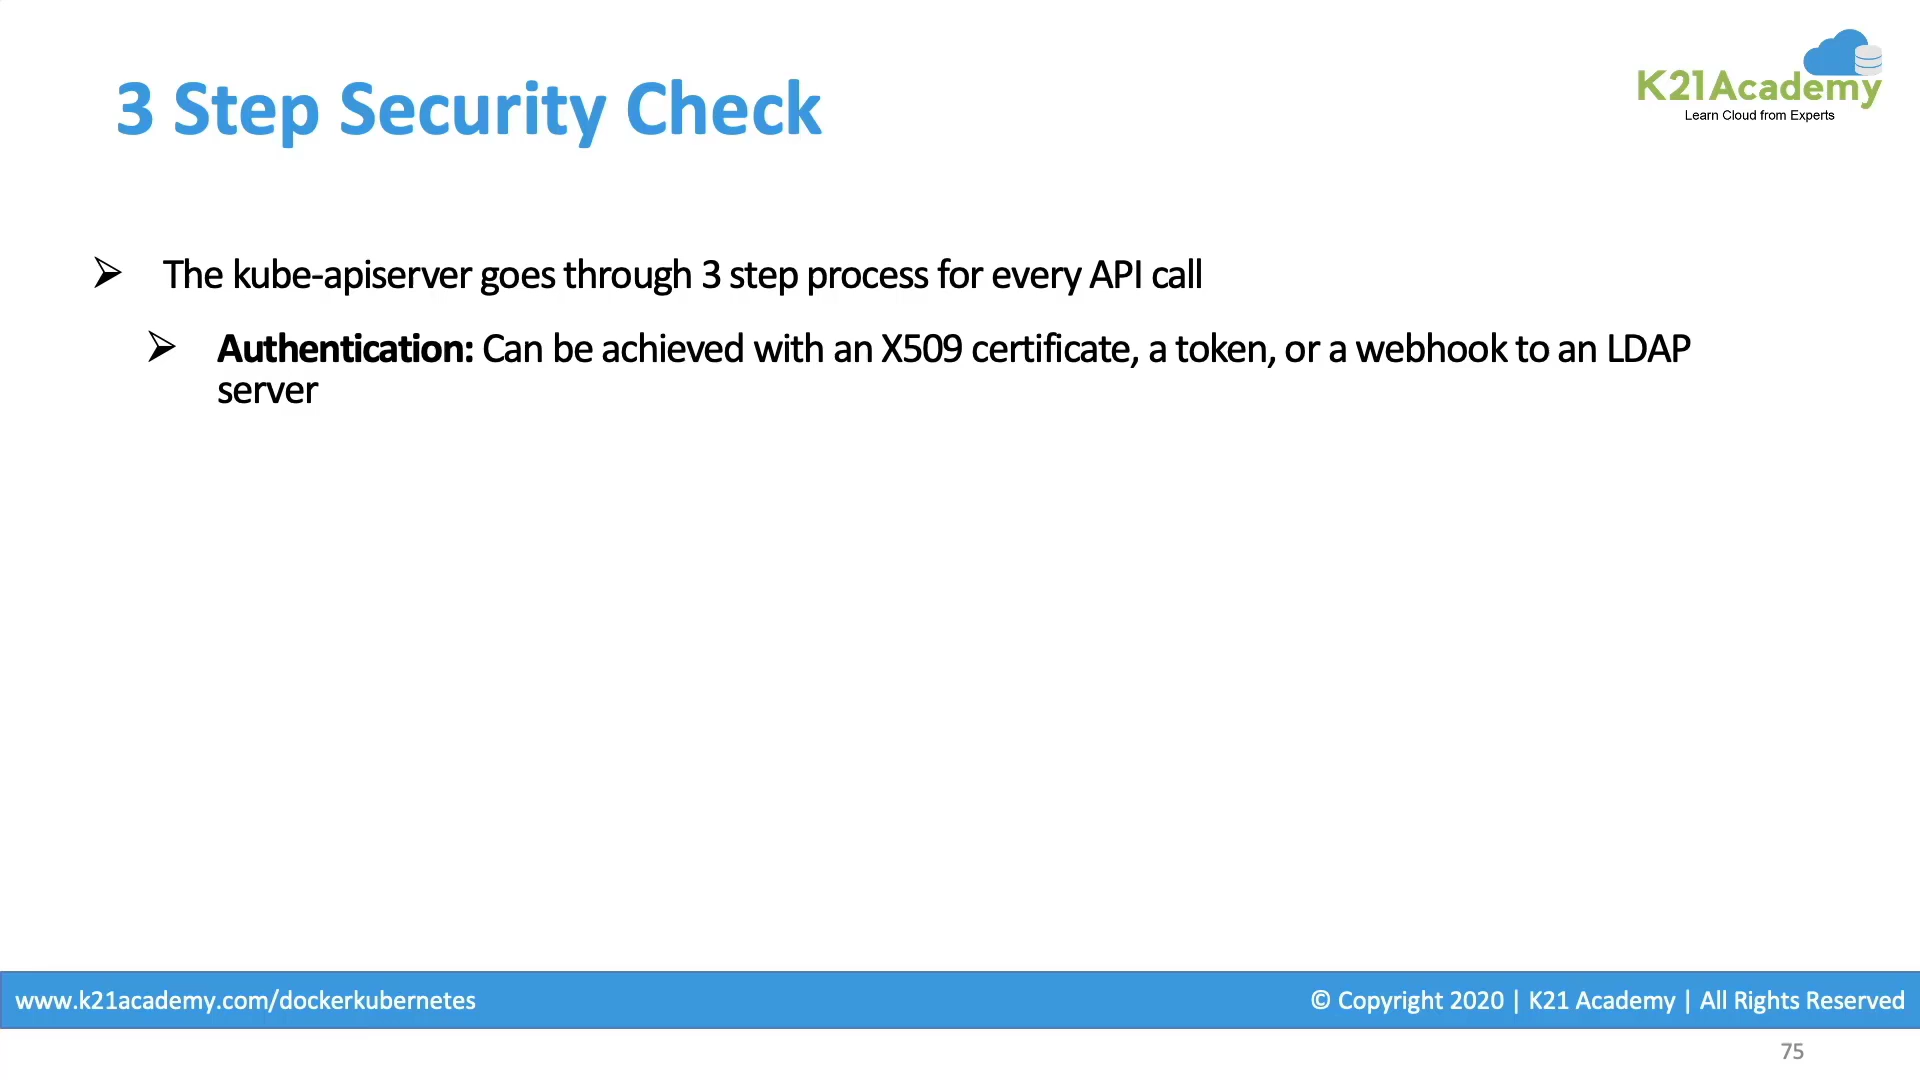 3 Step Security Check
K21Academy
Learn Cloud from Experts
➢ The kube-apiserver goes through 3 step process for every API call
➢ Authentication: Can be achieved with an X509 certificate, a token, or a webhook to an LDAP
server
www.k21academy.com/dockerkubernetes
© Copyright 2020 | K21 Academy | All Rights Reserved
75